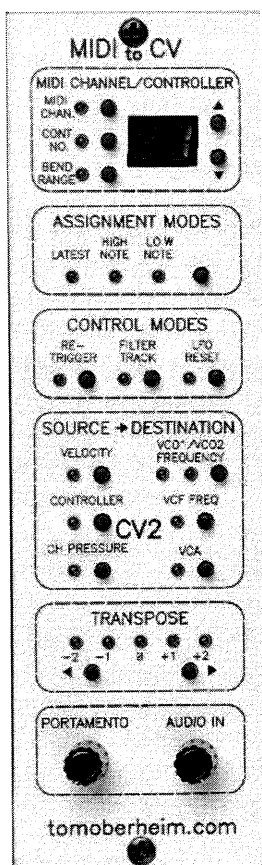 MIDI to CV
MIDI CHANNEL/CONTROLLER
MIDI
CHAN.
CONT
NO.
BEND
RANGE
ASSIGNMENT MODES
LATEST
HIGH
NOTE
LOW
NOTE
CONTROL MODES
RE-
TRIGGER
FILTER
TRACK
LFO
RESET
SOURCE → DESTINATION
VELOCITY
VCO1/VCO2
FREQUENCY
CONTROLLER
VCF FREQ
CV2
CH PRESSURE
VCA
TRANSPOSE
-2 -1 0 +1 +2
PORTAMENTO
AUDIO IN
tomoberheim.com